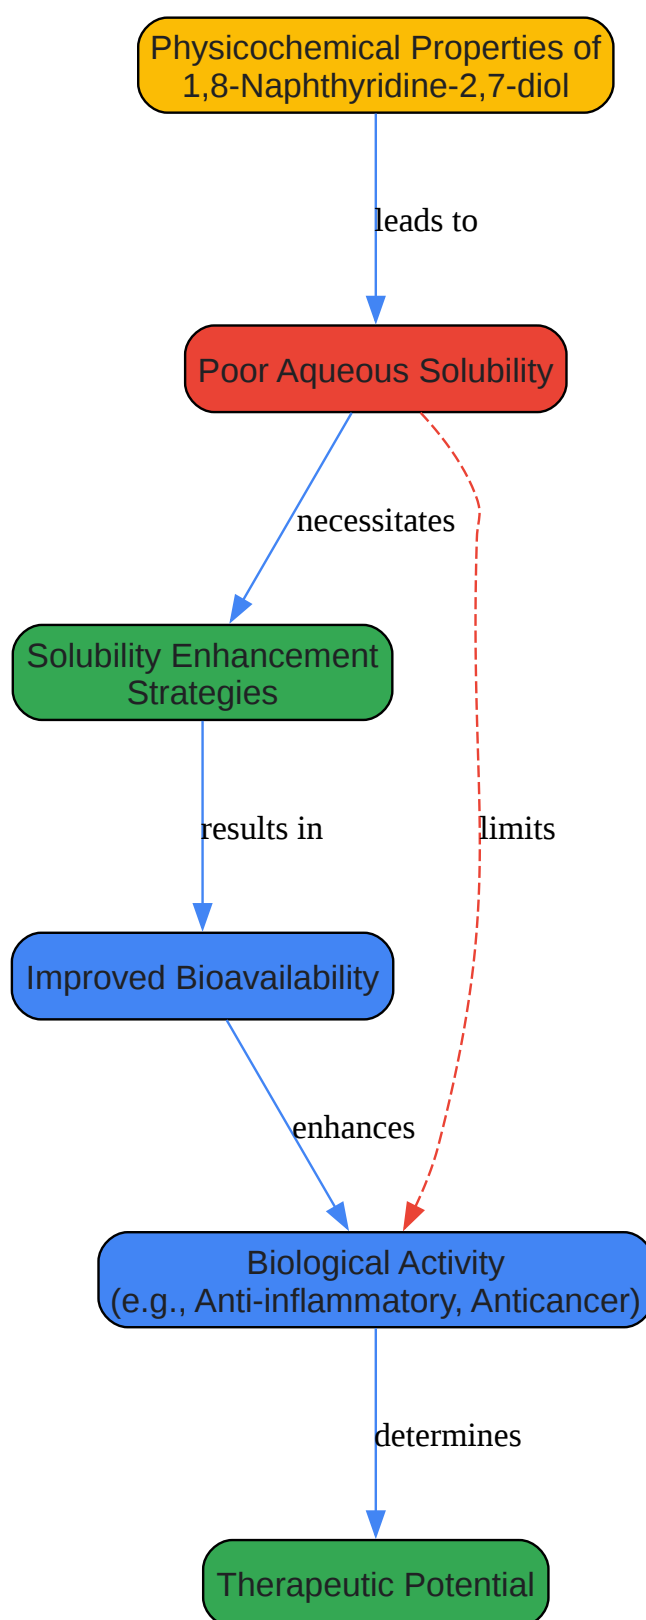 Physicochemical Properties of
1,8-Naphthyridine-2,7-diol
leads to
Poor Aqueous Solubility
necessitates
Solubility Enhancement
Strategies
results in
limits
Improved Bioavailability
enhances
Biological Activity
(e.g., Anti-inflammatory, Anticancer)
determines
Therapeutic Potential